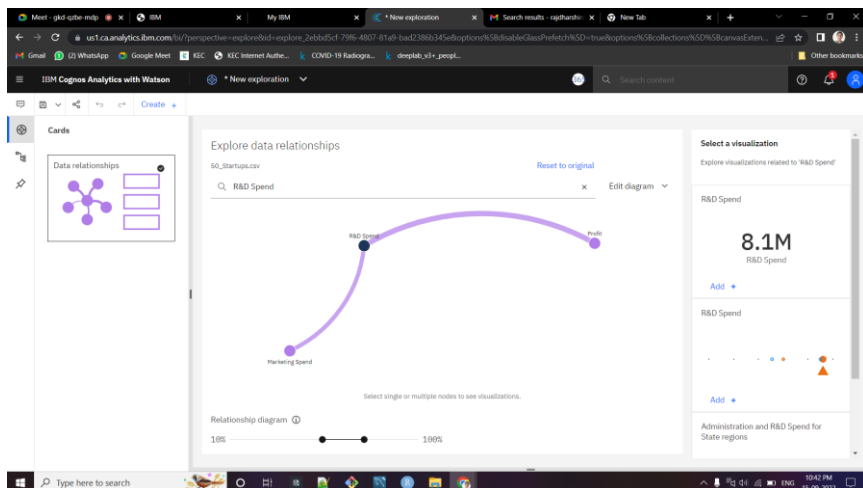 Meet - gkd-qzbe-mdp
IBM
My IBM
* New exploration
Search results - rajdharshin
New Tab
us1.ca.analytics.ibm.com/bi/?perspective=explore&id=explore_2ebbd5cf-79f6-4807-81a9-bad2386b345e&options%5BdisableGlassPrefetch%5D=true&options%5Bcollections%5D%5BcanvasExten...
Gmail
(2) WhatsApp
Google Meet
KEC
KEC Internet Authe...
COVID-19 Radiogra...
deeplab_v3+_peopl...
Other bookmarks
IBM Cognos Analytics with Watson
* New exploration
Search content
Create +
Cards
Data relationships
Explore data relationships
50_Startups.csv
Reset to original
R&D Spend
Edit diagram
R&D Spend
Profit
Marketing Spend
Select single or multiple nodes to see visualizations.
Relationship diagram
10%
100%
Select a visualization
Explore visualizations related to 'R&D Spend'
R&D Spend
8.1M
R&D Spend
Add +
R&D Spend
Add +
Administration and R&D Spend for
State regions
Type here to search
ENG
10:42 PM
15-09-2022